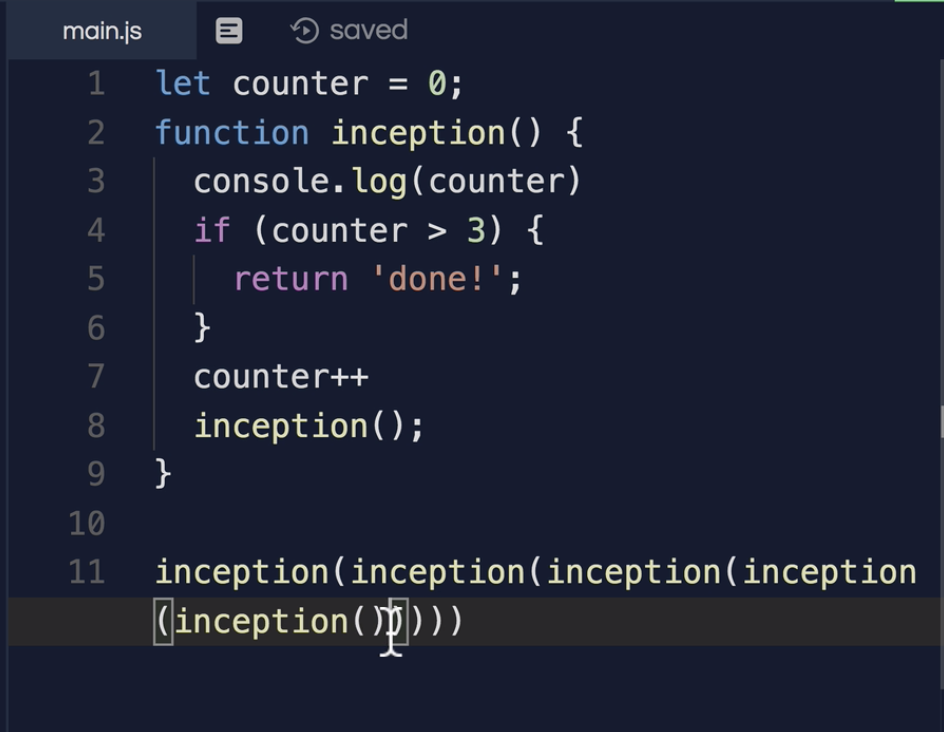 main.js saved
1 let counter = 0;
2 function inception() {
3 console.log(counter)
4 if (counter > 3) {
5 return 'done!';
6 }
7 counter++
8 inception();
9 }
10
11 inception(inception(inception(inception
(inception()))))